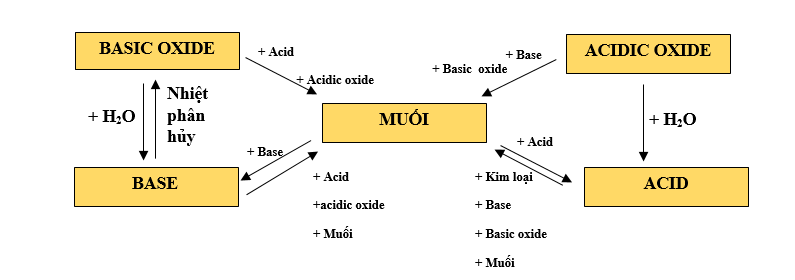 BASIC OXIDE
+ Acid
+ Acidic oxide
+ Base
+ Basic oxide
ACIDIC OXIDE
+ H₂O
Nhiệt
phân
hủy
MUỐI
+ H₂O
+ Base
+ Acid
BASE
+ Acid
+acidic oxide
+ Muối
+ Kim loại
+ Base
+ Basic oxide
+ Muối
ACID